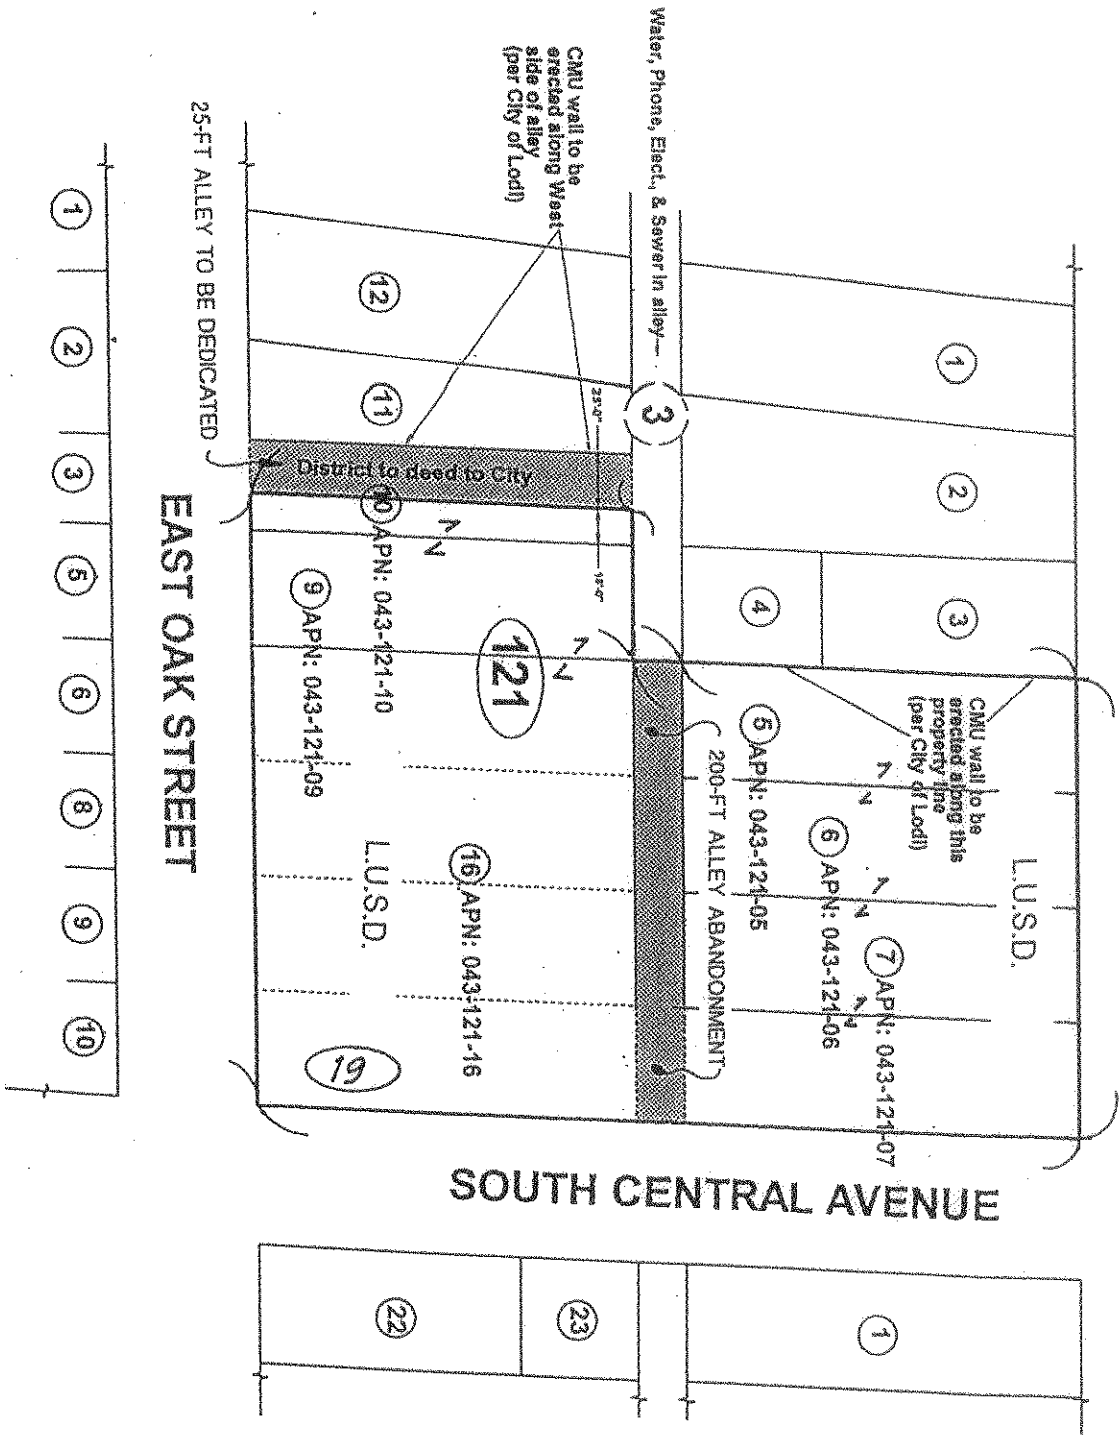 Water, Phone, Elect., & Sewer in alley
CMU wall to be
erected along West
side of alley
(per City of Lodi)
25-FT ALLEY TO BE DEDICATED
1
2
3
5
6
8
9
10
EAST OAK STREET
12
11
District to deed to City
25'-0"
3
1
2
3
4
10 APN: 043-121-10
9 APN: 043-121-09
121
CMU wall to be
erected along this
property line
(per City of Lodi)
5 APN: 043-121-05
6 APN: 043-121-06
7 APN: 043-121-07
200-FT ALLEY ABANDONMENT
L.U.S.D.
L.U.S.D.
16 APN: 043-121-16
19
SOUTH CENTRAL AVENUE
22
23
1